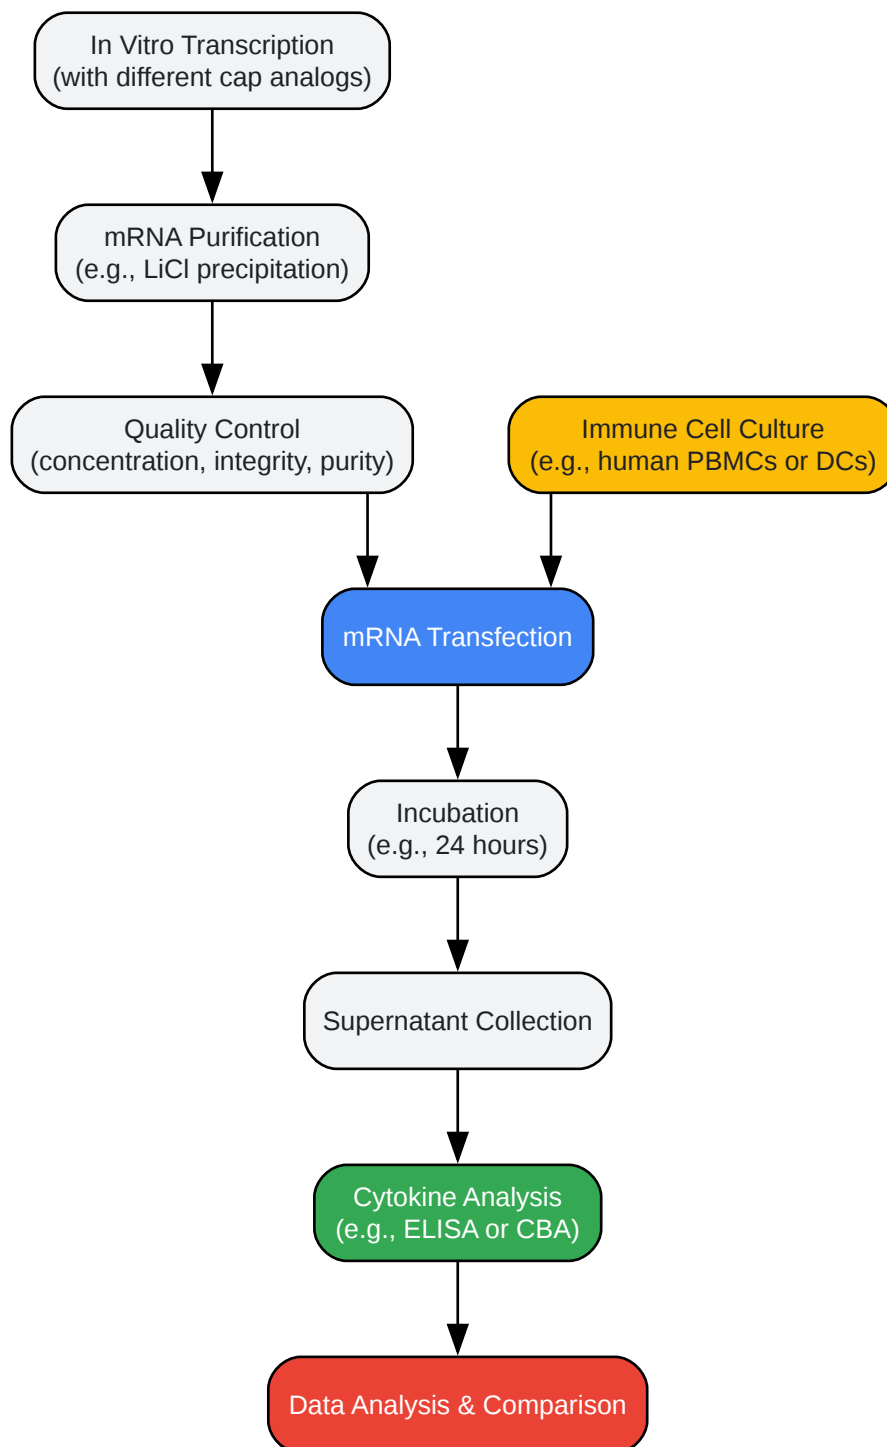 In Vitro Transcription
(with different cap analogs)
mRNA Purification
(e.g., LiCl precipitation)
Quality Control
(concentration, integrity, purity)
Immune Cell Culture
(e.g., human PBMCs or DCs)
mRNA Transfection
Incubation
(e.g., 24 hours)
Supernatant Collection
Cytokine Analysis
(e.g., ELISA or CBA)
Data Analysis & Comparison